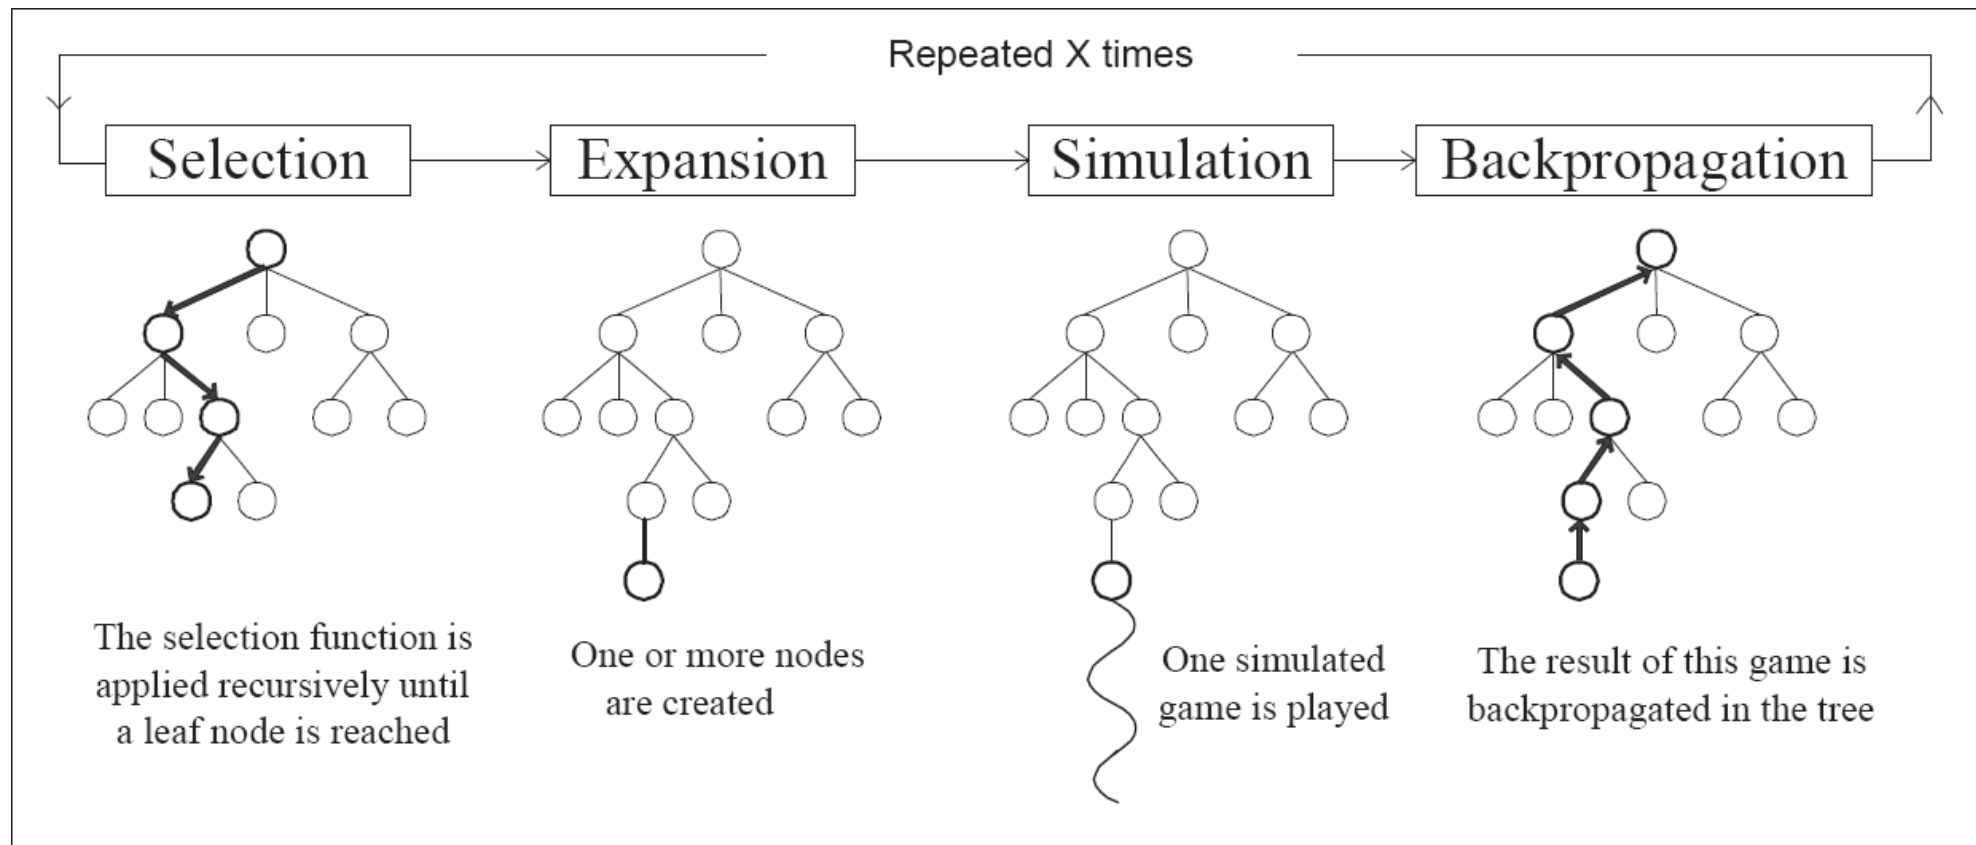 Repeated X times
Selection
Expansion
Simulation
Backpropagation
The selection function is
applied recursively until
a leaf node is reached
One or more nodes
are created
One simulated
game is played
The result of this game is
backpropagated in the tree